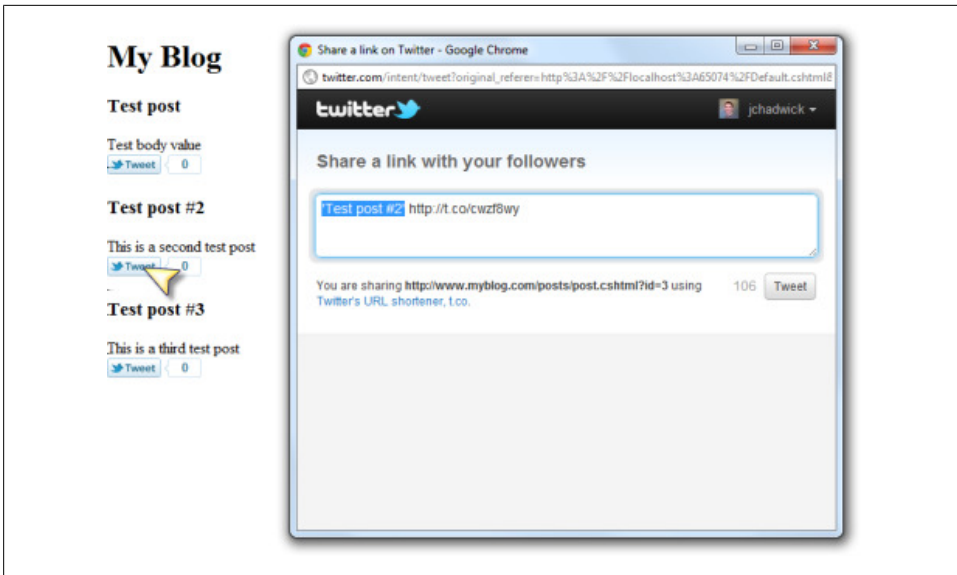 My Blog
Test post
Test body value
Tweet 0
Test post #2
This is a second test post
Tweet 0
Test post #3
This is a third test post
Tweet 0
Share a link on Twitter - Google Chrome
twitter.com/intent/tweet?original_referer=http%3A%2F%2Flocalhost%3A65074%2FDefault.cshtml&
twitter
jchadwick
Share a link with your followers
'Test post #2' http://t.co/cwzf8wy
You are sharing http://www.myblog.com/posts/post.cshtml?id=3 using
Twitter's URL shortener, t.co.
106 Tweet